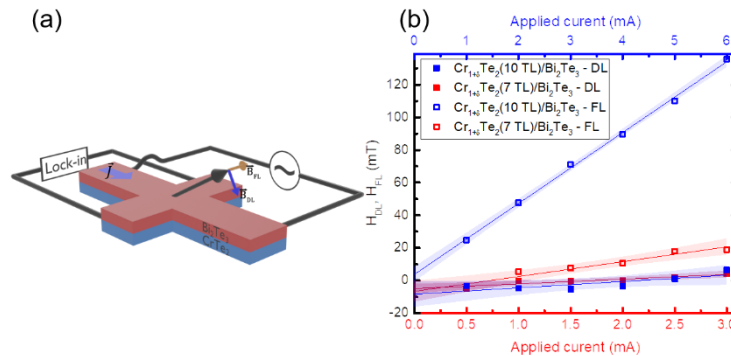 (a)
Lock-in
J
B_FL
B_DL
Bi₂Te₃
CrTe₂
(b)
Applied curent (mA)
0 1 2 3 4 5 6
Cr₁₊δTe₂(10 TL)/Bi₂Te₃ - DL
Cr₁₊δTe₂(7 TL)/Bi₂Te₃ - DL
Cr₁₊δTe₂(10 TL)/Bi₂Te₃ - FL
Cr₁₊δTe₂(7 TL)/Bi₂Te₃ - FL
H_DL, H_FL (mT)
120
100
80
60
40
20
0
-20
0.0 0.5 1.0 1.5 2.0 2.5 3.0
Applied curent (mA)